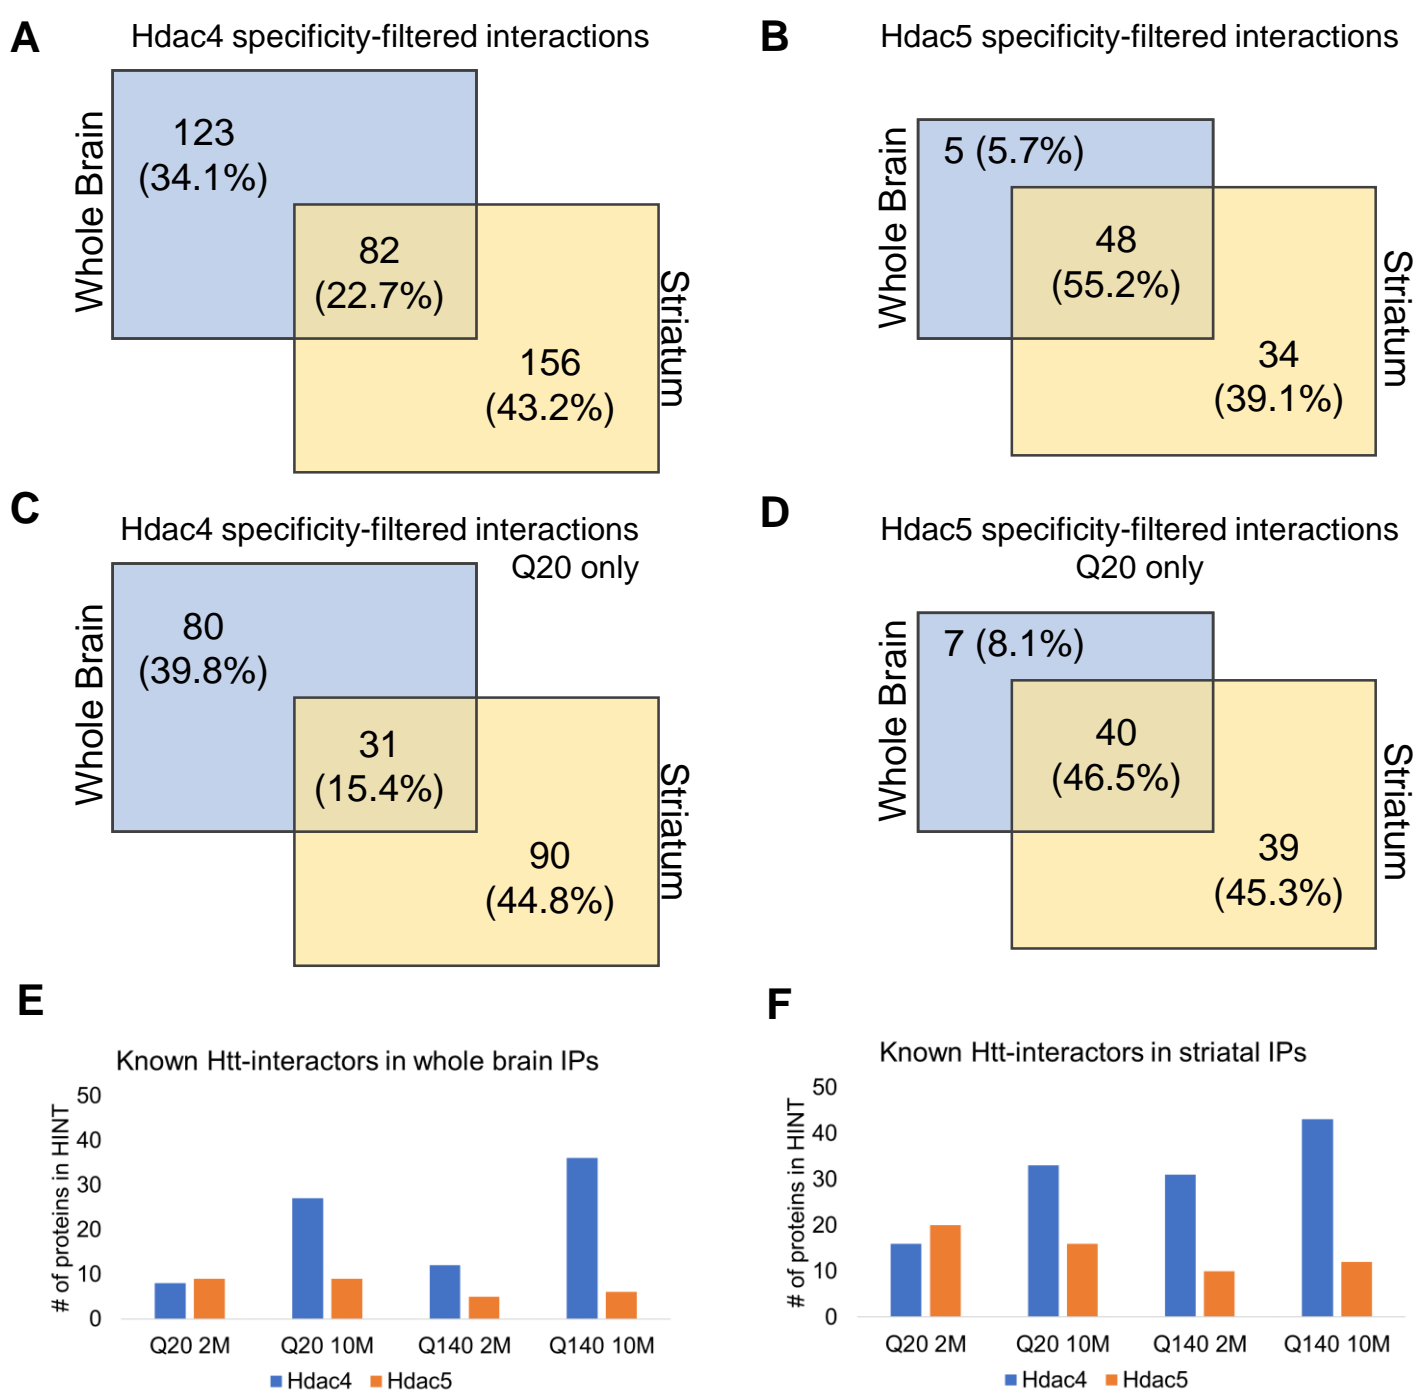 A
Hdac4 specificity-filtered interactions
Whole Brain
123
(34.1%)
82
(22.7%)
156
(43.2%)
Striatum
B
Hdac5 specificity-filtered interactions
Whole Brain
5 (5.7%)
48
(55.2%)
34
(39.1%)
Striatum
C
Hdac4 specificity-filtered interactions
Q20 only
Whole Brain
80
(39.8%)
31
(15.4%)
90
(44.8%)
Striatum
D
Hdac5 specificity-filtered interactions
Q20 only
Whole Brain
7 (8.1%)
40
(46.5%)
39
(45.3%)
Striatum
E
Known Htt-interactors in whole brain IPs
# of proteins in HINT
50
40
30
20
10
0
Q20 2M Q20 10M Q140 2M Q140 10M
Hdac4 Hdac5
F
Known Htt-interactors in striatal IPs
# of proteins in HINT
50
40
30
20
10
0
Q20 2M Q20 10M Q140 2M Q140 10M
Hdac4 Hdac5